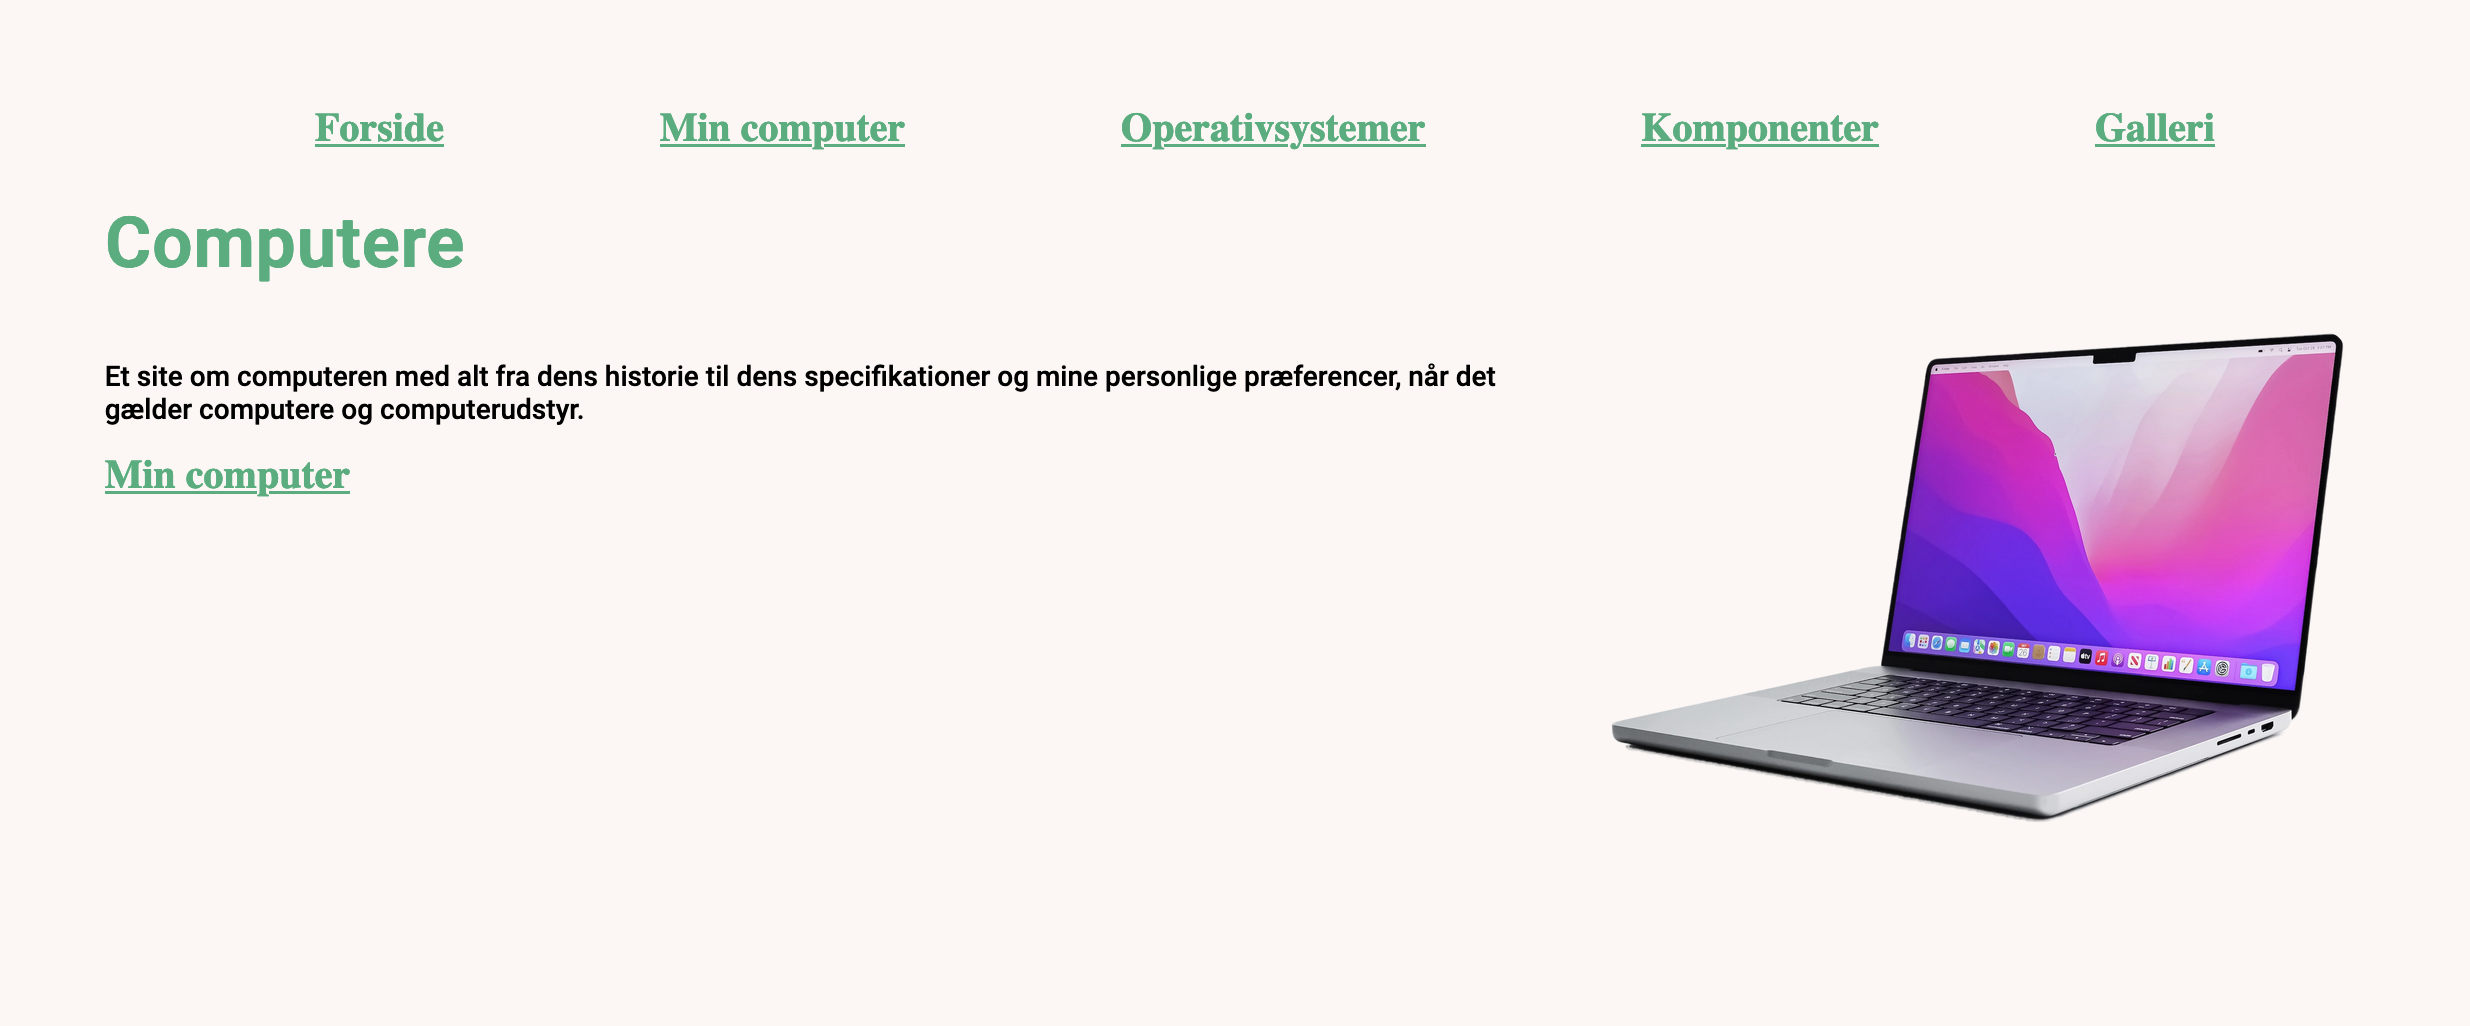 Forside Min computer Operativsystemer Komponenter Galleri
Computere
Et site om computeren med alt fra dens historie til dens specifikationer og mine personlige præferencer, når det
gælder computere og computerudstyr.
Min computer